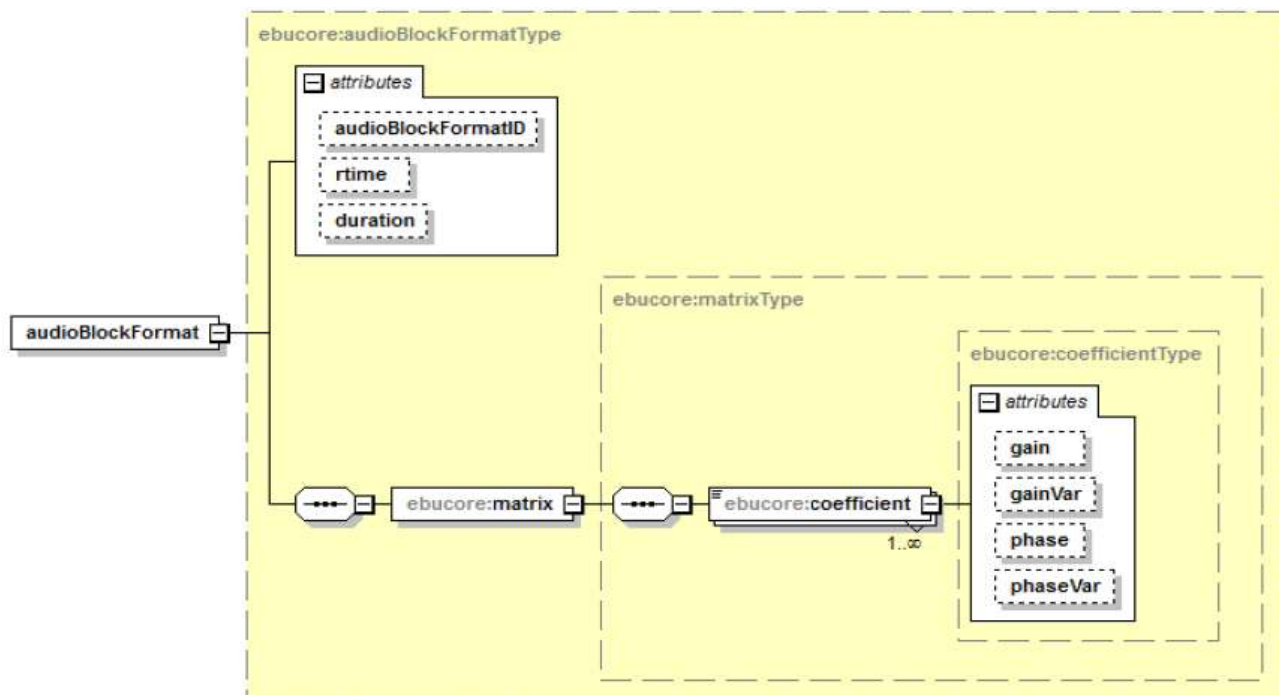 ebucore:audioBlockFormatType
attributes
audioBlockFormatID
rtime
duration
audioBlockFormat
ebucore:matrixType
ebucore:coefficientType
attributes
gain
gainVar
phase
phaseVar
ebucore:matrix
ebucore:coefficient
1..∞